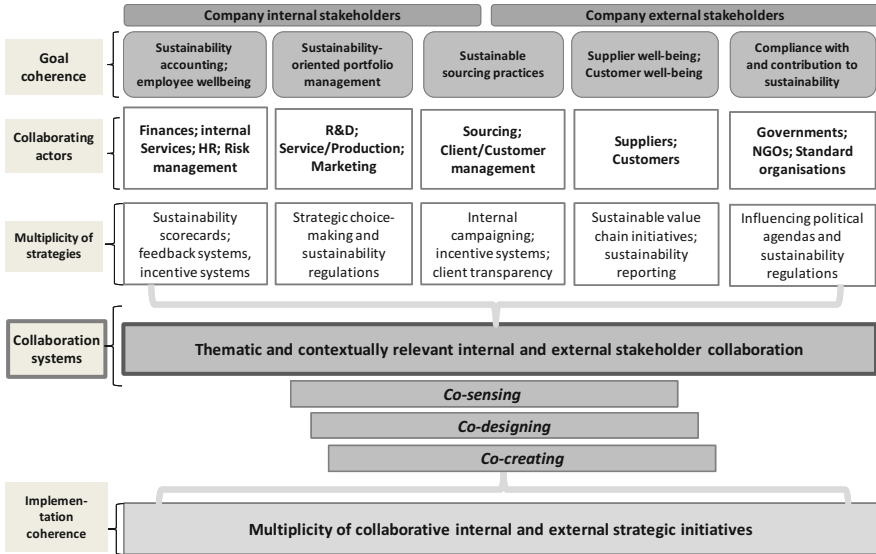 Company internal stakeholders
Company external stakeholders
Goal
coherence
Sustainability
accounting;
employee wellbeing
Sustainability-
oriented portfolio
management
Sustainable
sourcing practices
Supplier well-being;
Customer well-being
Compliance with
and contribution to
sustainability
Collaborating
actors
Finances; internal
Services; HR; Risk
management
R&D;
Service/Production;
Marketing
Sourcing;
Client/Customer
management
Suppliers;
Customers
Governments;
NGOs; Standard
organisations
Multiplicity of
strategies
Sustainability
scorecards;
feedback systems,
incentive systems
Strategic choice-
making and
sustainability
regulations
Internal
campaigning;
incentive systems;
client transparency
Sustainable value
chain initiatives;
sustainability
reporting
Influencing political
agendas and
sustainability
regulations
Collaboration
systems
Thematic and contextually relevant internal and external stakeholder collaboration
Co-sensing
Co-designing
Co-creating
Implemen-
tation
coherence
Multiplicity of collaborative internal and external strategic initiatives